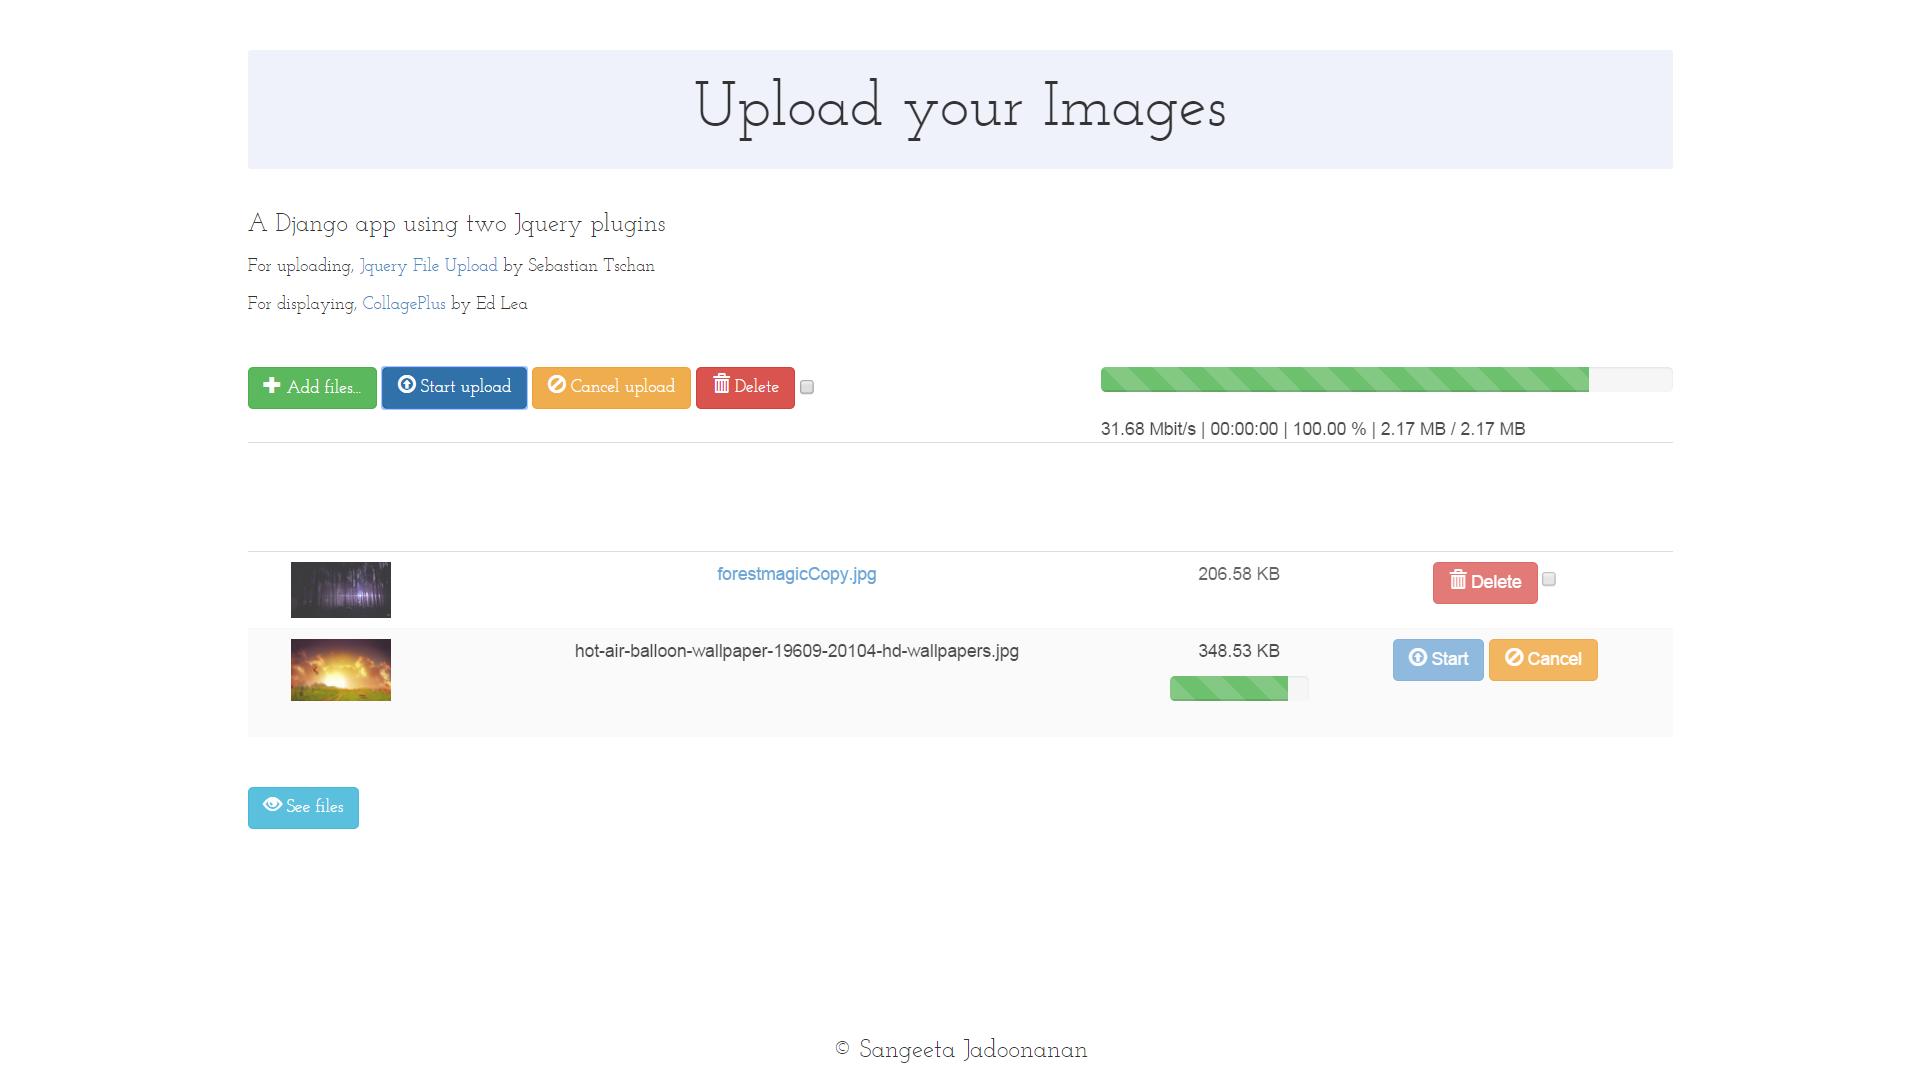 Upload your Images
A Django app using two Jquery plugins
For uploading, Jquery File Upload by Sebastian Tschan
For displaying, CollagePlus by Ed Lea
Add files... Start upload Cancel upload Delete
31.68 Mbit/s | 00:00:00 | 100.00 % | 2.17 MB / 2.17 MB
forestmagicCopy.jpg 206.58 KB Delete
hot-air-balloon-wallpaper-19609-20104-hd-wallpapers.jpg 348.53 KB Start Cancel
See files
© Sangeeta Jadoonanan